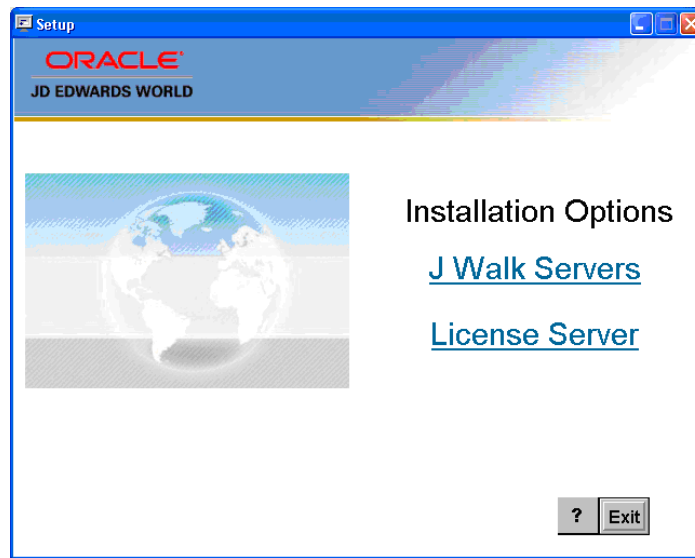 Setup
ORACLE
JD EDWARDS WORLD
Installation Options
J Walk Servers
License Server
? Exit